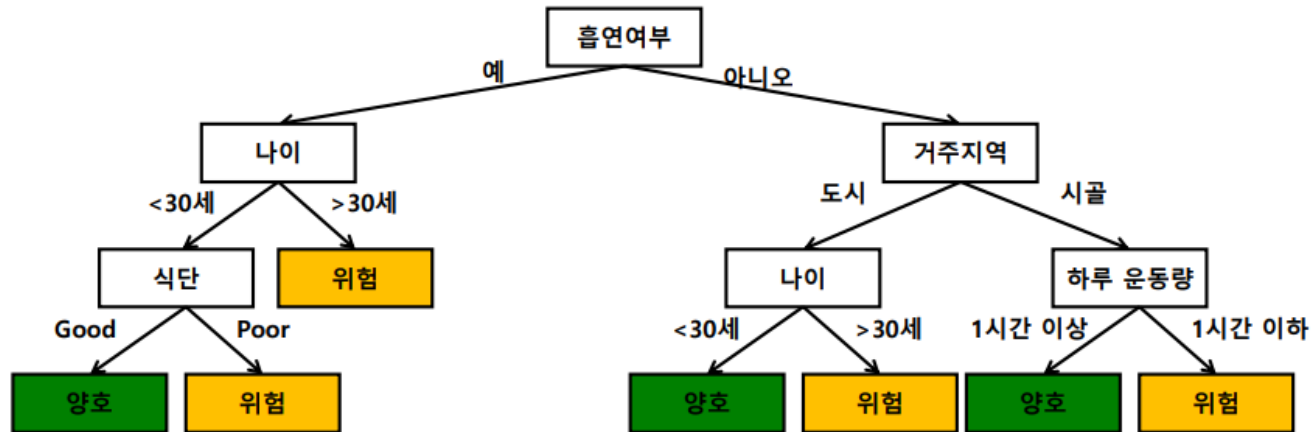 흡연여부
예
아니오
나이
거주지역
<30세
>30세
도시
시골
식단
위험
나이
하루 운동량
Good
Poor
<30세
>30세
1시간 이상
1시간 이하
양호
위험
양호
위험
양호
위험